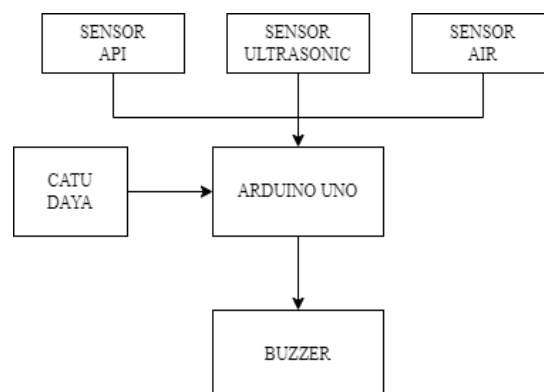 SENSOR
API
SENSOR
ULTRASONIC
SENSOR
AIR
CATU
DAYA
ARDUINO UNO
BUZZER